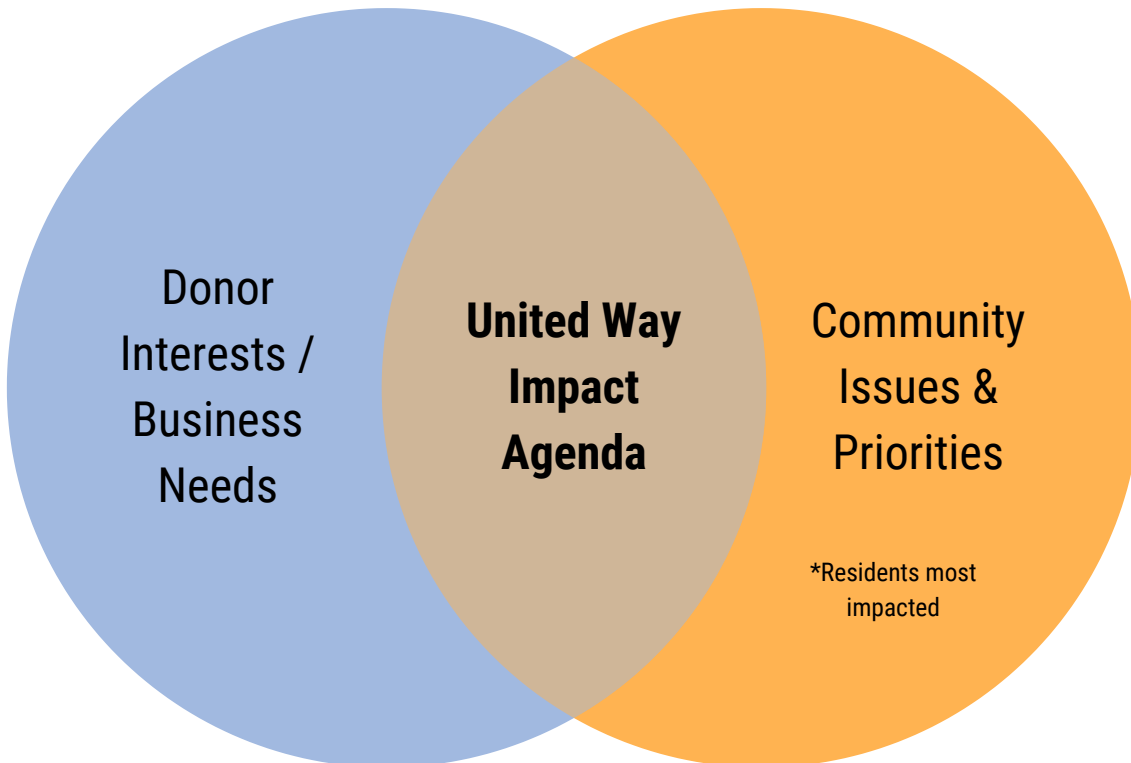 Donor
Interests /
Business
Needs
United Way
Impact
Agenda
Community
Issues &
Priorities
*Residents most
impacted